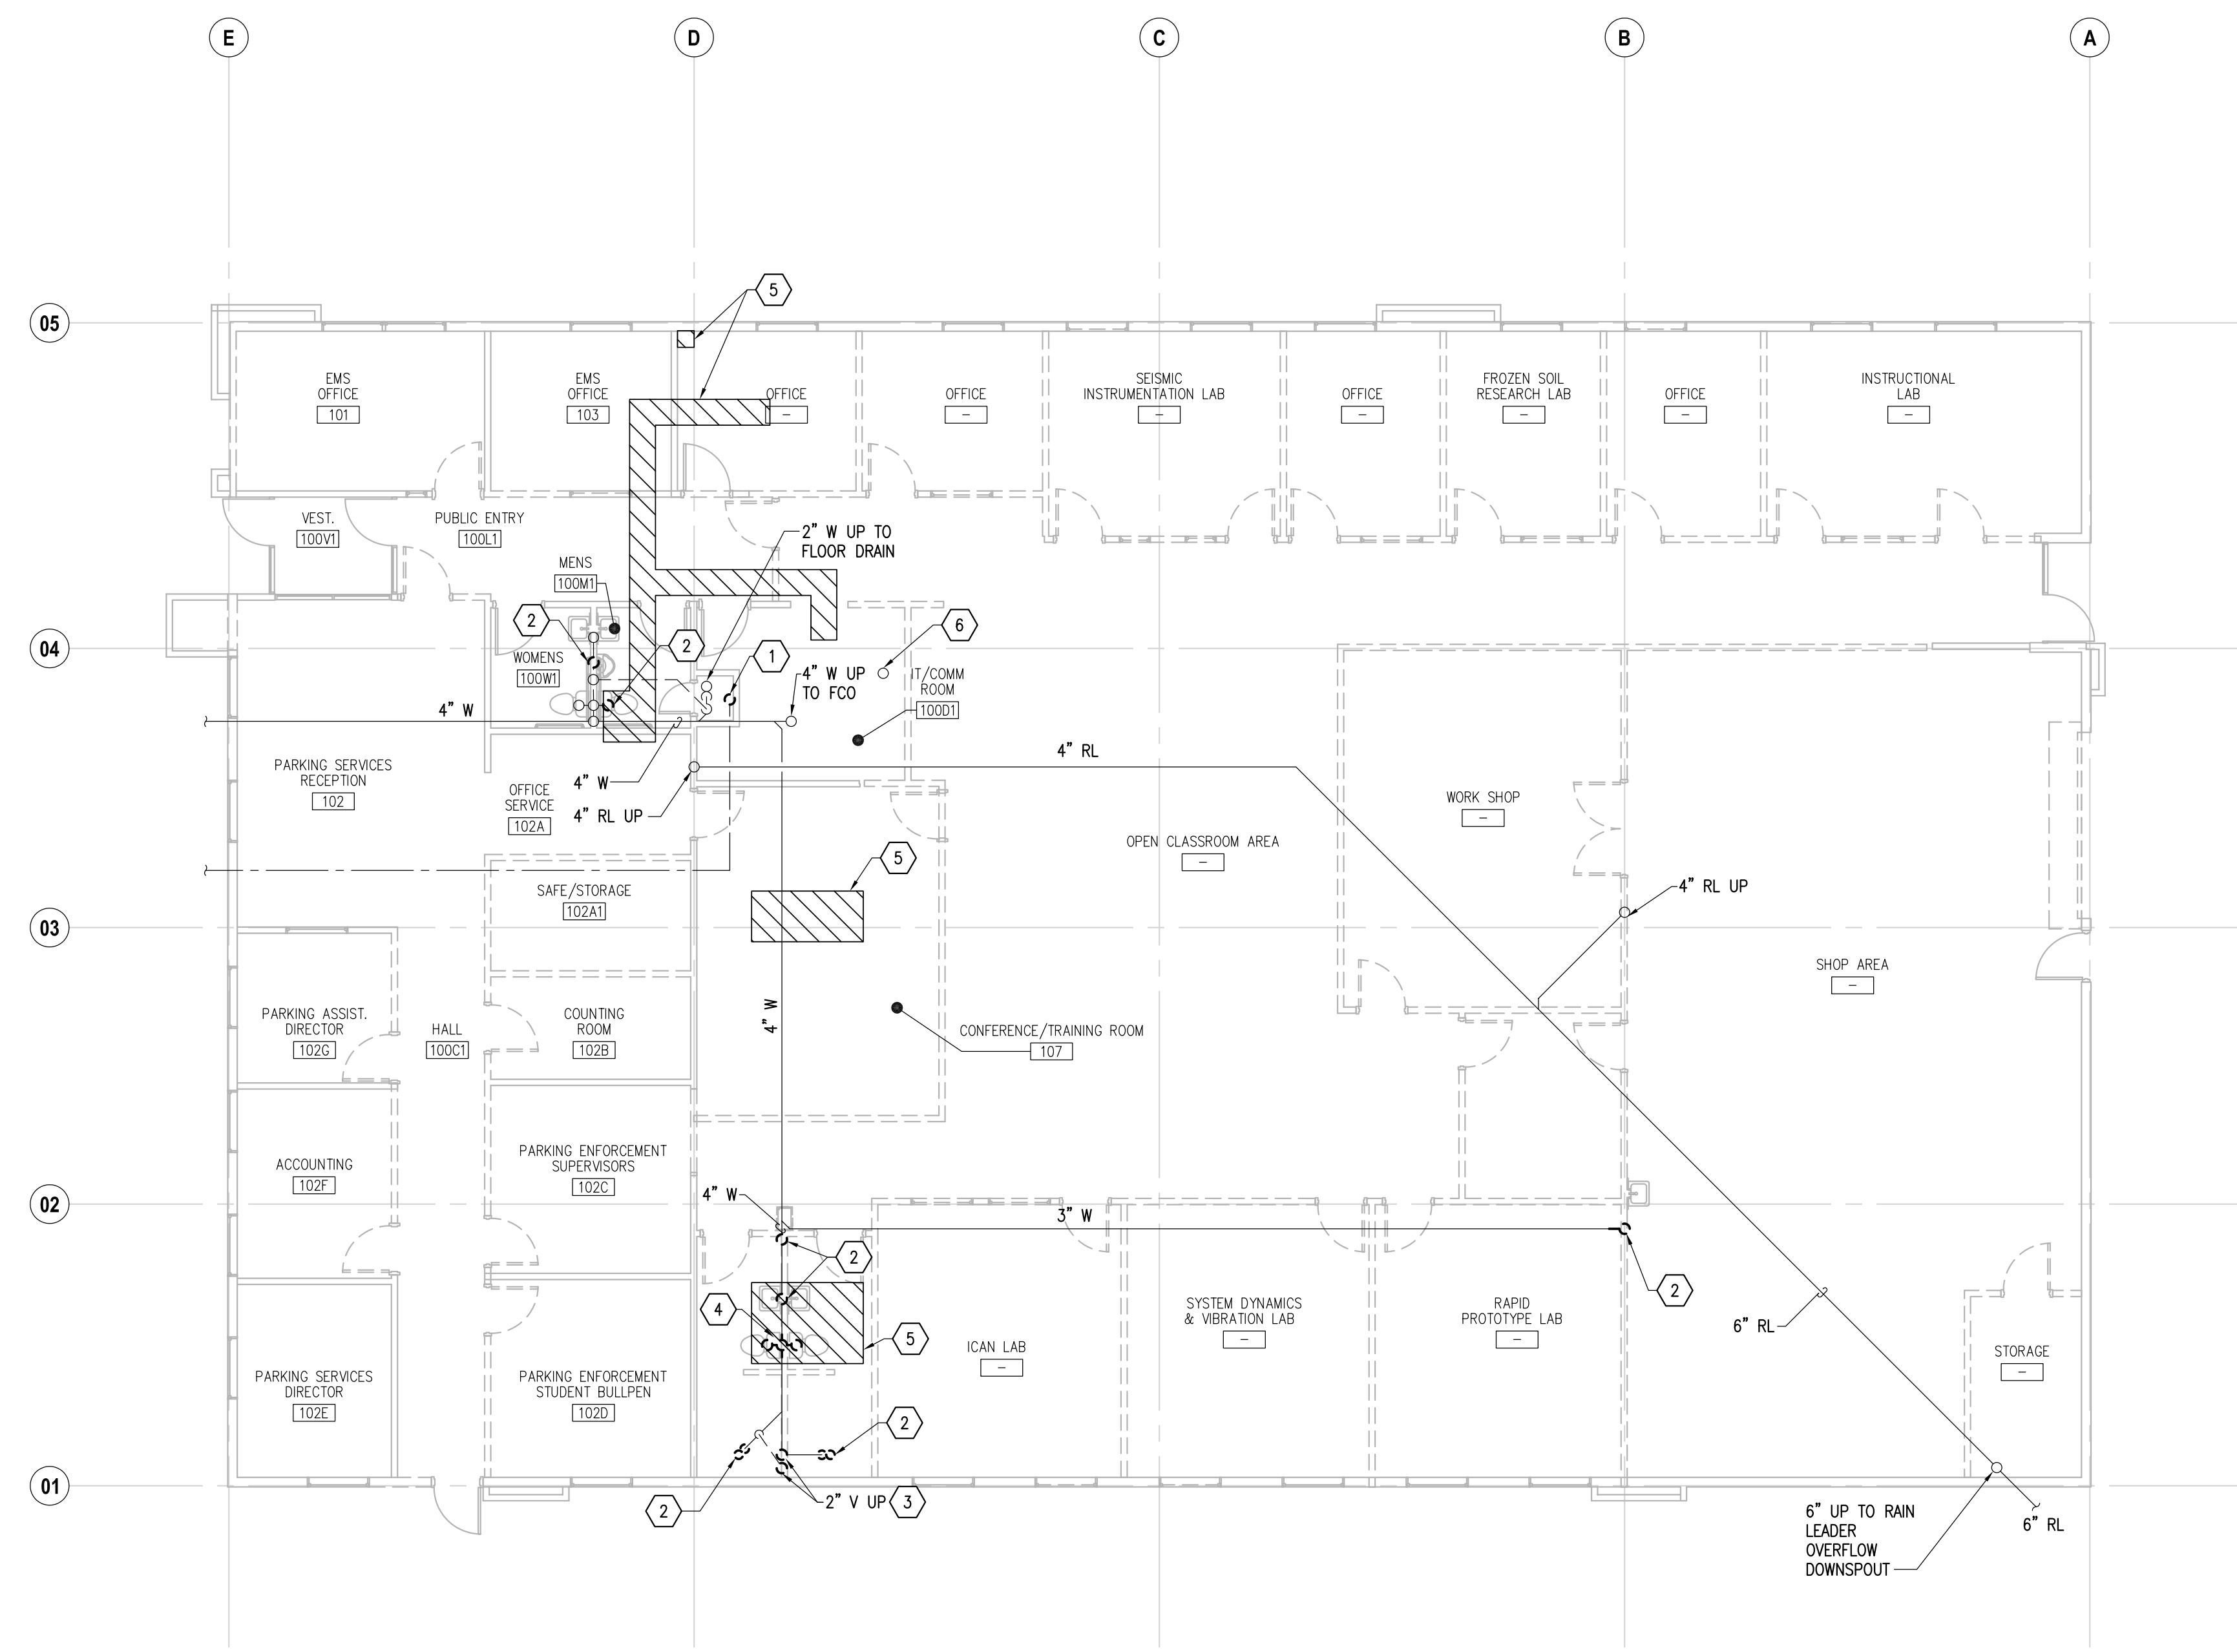 E
D
C
B
A
5
05
EMS
OFFICE
101
EMS
OFFICE
103
OFFICE
–
OFFICE
–
SEISMIC
INSTRUMENTATION LAB
–
OFFICE
–
FROZEN SOIL
RESEARCH LAB
–
OFFICE
–
INSTRUCTIONAL
LAB
–
VEST.
100V1
PUBLIC ENTRY
100L1
2" W UP TO
FLOOR DRAIN
MENS
100M1
2
2
6
04
WOMENS
100W1
1
4" W UP
TO FCO
IT/COMM
ROOM
100D1
4" W
4" RL
PARKING SERVICES
RECEPTION
102
4" W
OFFICE
SERVICE
102A
4" RL UP
WORK SHOP
–
OPEN CLASSROOM AREA
–
5
4" RL UP
SAFE/STORAGE
102A1
03
SHOP AREA
–
4" W
PARKING ASSIST.
DIRECTOR
102G
HALL
100C1
COUNTING
ROOM
102B
CONFERENCE/TRAINING ROOM
107
ACCOUNTING
102F
PARKING ENFORCEMENT
SUPERVISORS
102C
4" W
02
3" W
2
2
4
5
SYSTEM DYNAMICS
& VIBRATION LAB
–
RAPID
PROTOTYPE LAB
–
6" RL
ICAN LAB
–
STORAGE
–
PARKING SERVICES
DIRECTOR
102E
PARKING ENFORCEMENT
STUDENT BULLPEN
102D
2
01
2
2" V UP
3
6" UP TO RAIN
LEADER
OVERFLOW
DOWNSPOUT
6" RL